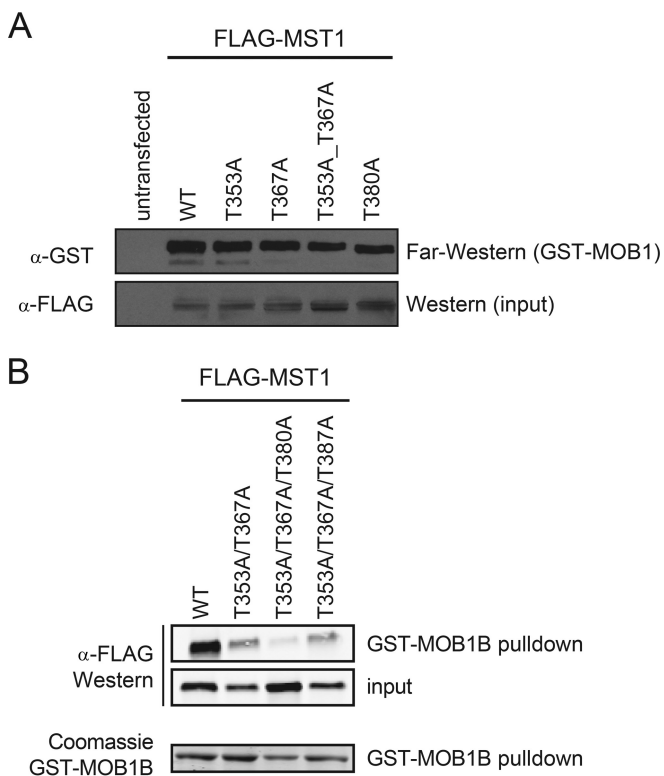 A
FLAG-MST1
untransfected
WT
T353A
T367A
T353A_T367A
T380A
α-GST
Far-Western (GST-MOB1)
α-FLAG
Western (input)
B
FLAG-MST1
WT
T353A/T367A
T353A/T367A/T380A
T353A/T367A/T387A
α-FLAG
Western
GST-MOB1B pulldown
input
Coomassie
GST-MOB1B
GST-MOB1B pulldown